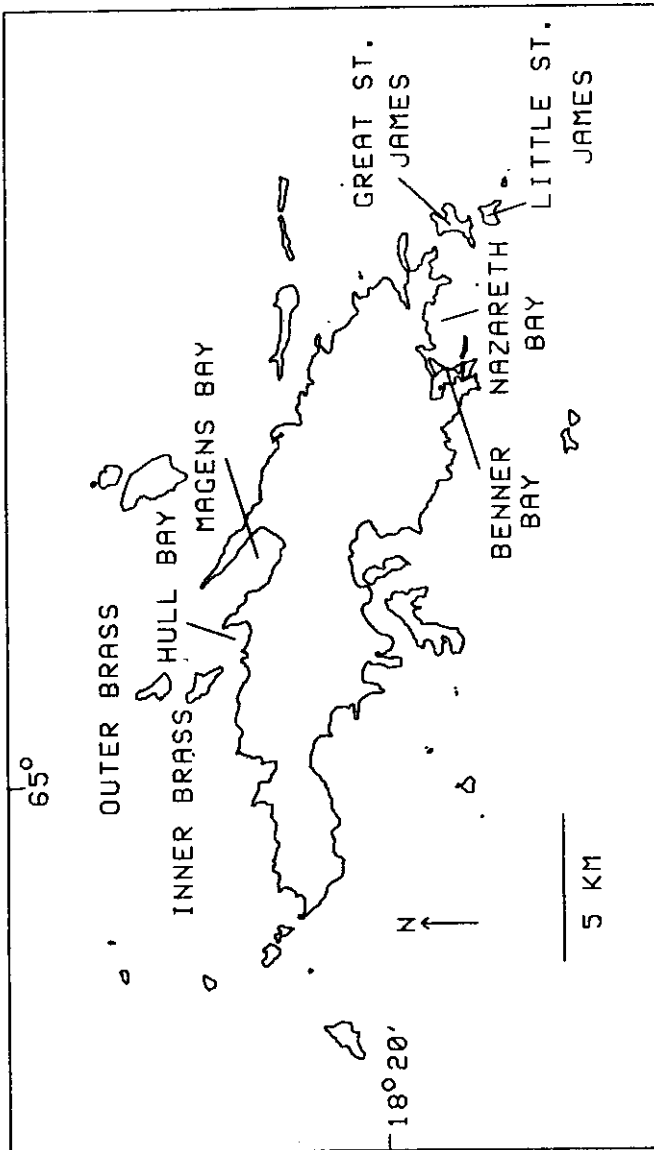 65°
OUTER BRASS
HULL BAY
MAGENS BAY
INNER BRASS
GREAT ST.
JAMES
LITTLE ST.
JAMES
NAZARETH
BAY
BENNER
BAY
N
5 KM
18°20'